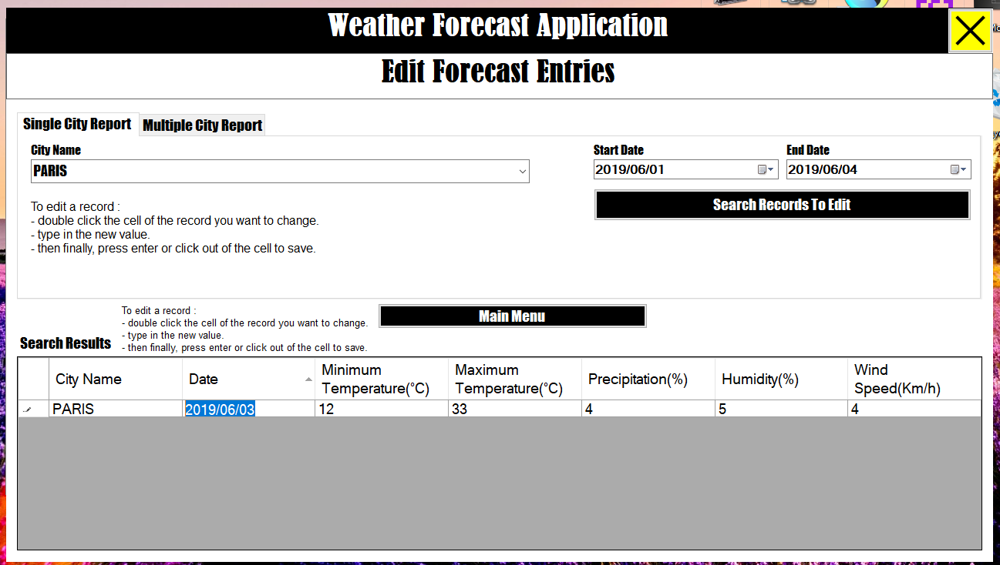 Weather Forecast Application
Edit Forecast Entries
Single City Report
Multiple City Report
City Name
Start Date
End Date
PARIS
2019/06/01
2019/06/04
Search Records To Edit
To edit a record :
- double click the cell of the record you want to change.
- type in the new value.
- then finally, press enter or click out of the cell to save.
Main Menu
To edit a record :
- double click the cell of the record you want to change.
- type in the new value.
- then finally, press enter or click out of the cell to save.
Search Results
City Name
Date
Minimum
Temperature(°C)
Maximum
Temperature(°C)
Precipitation(%)
Humidity(%)
Wind
Speed(Km/h)
PARIS
2019/06/03
12
33
4
5
4